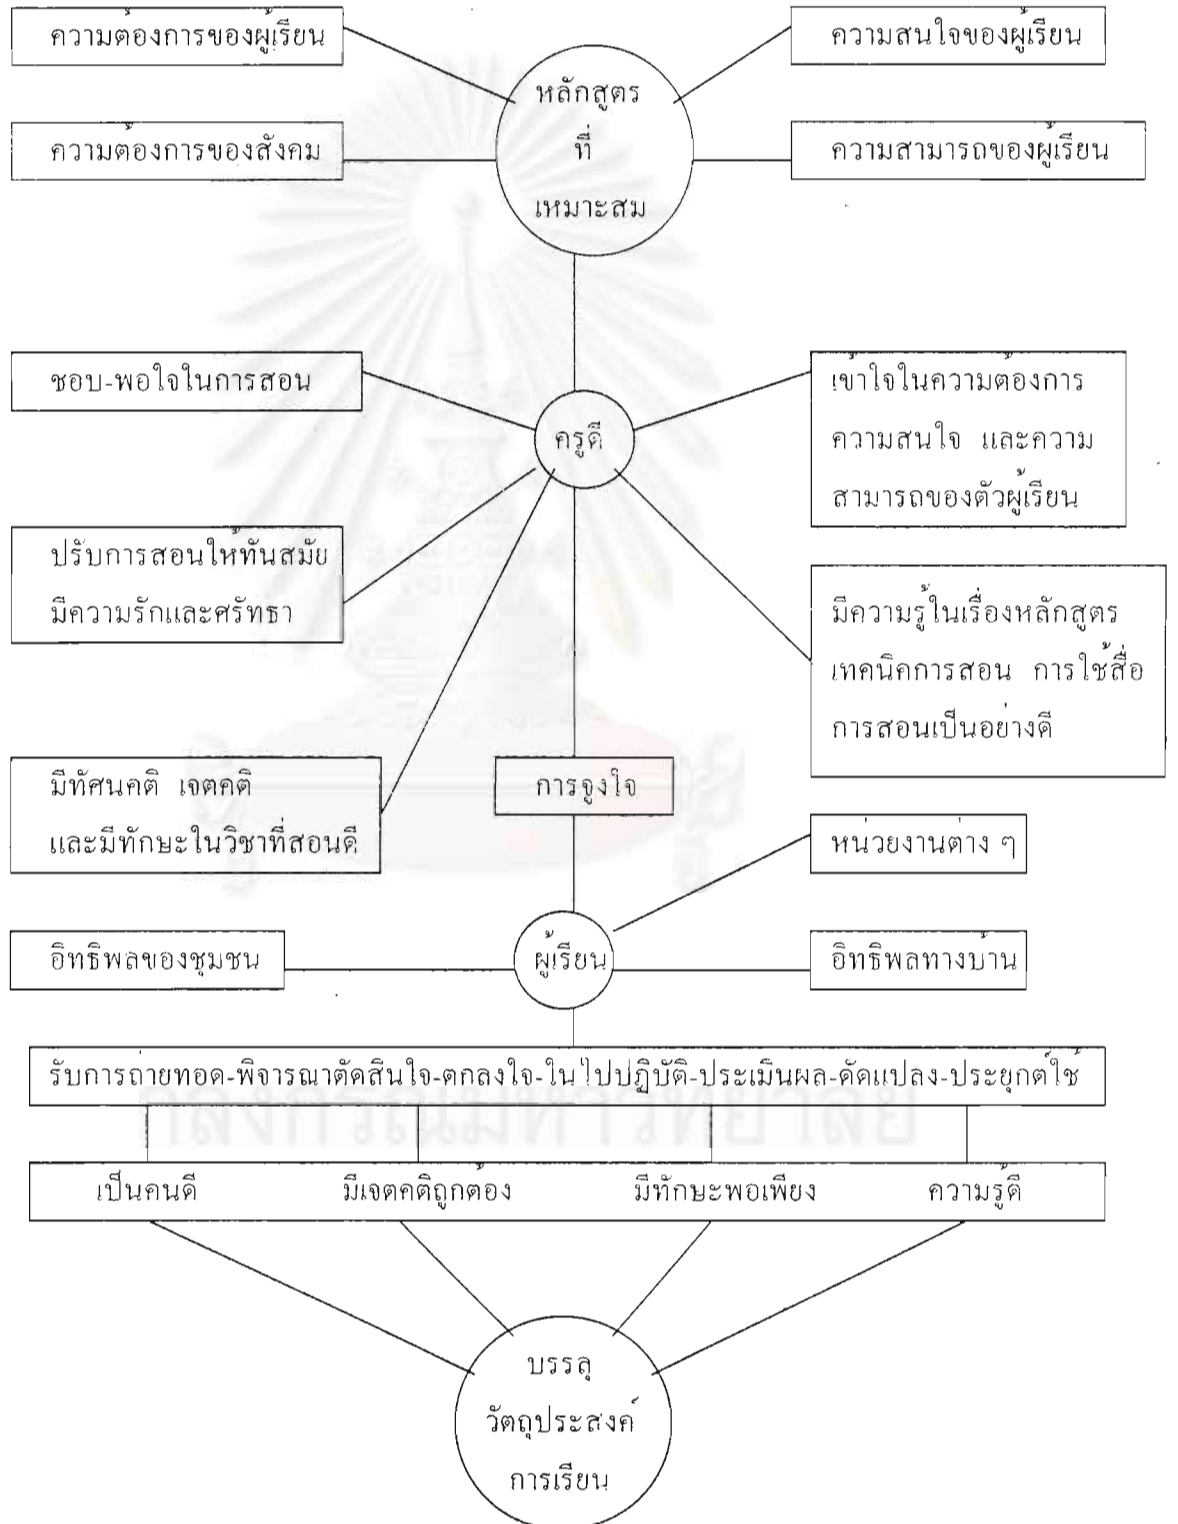 ความต้องการของผู้เรียน
ความสนใจของผู้เรียน
หลักสูตร
ที่
เหมาะสม
ความต้องการของสังคม
ความสามารถของผู้เรียน
ชอบ-พอใจในการสอน
ครูดี
เข้าใจในความต้องการ
ความสนใจ และความ
สามารถของตัวผู้เรียน
ปรับการสอนให้ทันสมัย
มีความรักและศรัทธา
มีความรู้ในเรื่องหลักสูตร
เทคนิคการสอน การใช้สื่อ
การสอนเป็นอย่างดี
มีทัศนคติ เจตคติ
และมีทักษะในวิชาที่สอนดี
การจูงใจ
หน่วยงานต่าง ๆ
อิทธิพลของชุมชน
ผู้เรียน
อิทธิพลทางบ้าน
รับการถ่ายทอด-พิจารณาตัดสินใจ-ตกลงใจ-ในไปปฏิบัติ-ประเมินผล-ดัดแปลง-ประยุกต์ใช้
เป็นคนดี มีเจตคติถูกต้อง มีทักษะพอเพียง ความรู้ดี
บรรลุ
วัตถุประสงค์
การเรียน